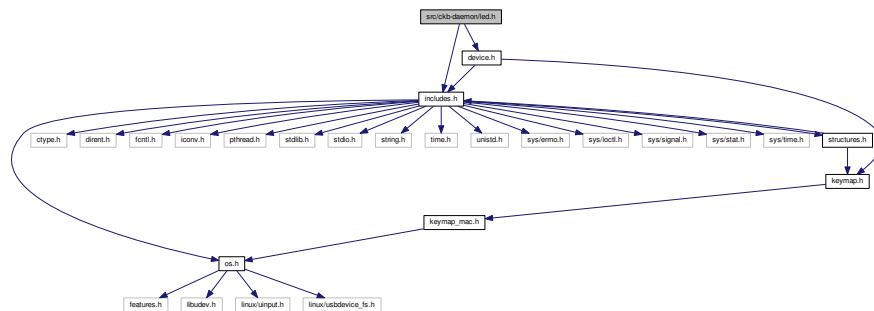 src/ckb-daemon/led.h
device.h
includes.h
ctype.h dirent.h fcntl.h iconv.h pthread.h stdlib.h stdio.h string.h time.h unistd.h sys/errno.h sys/ioctl.h sys/signal.h sys/stat.h sys/time.h structures.h
keymap.h
keymap_mac.h
os.h
features.h libudev.h linux/uinput.h linux/usbdevice_fs.h